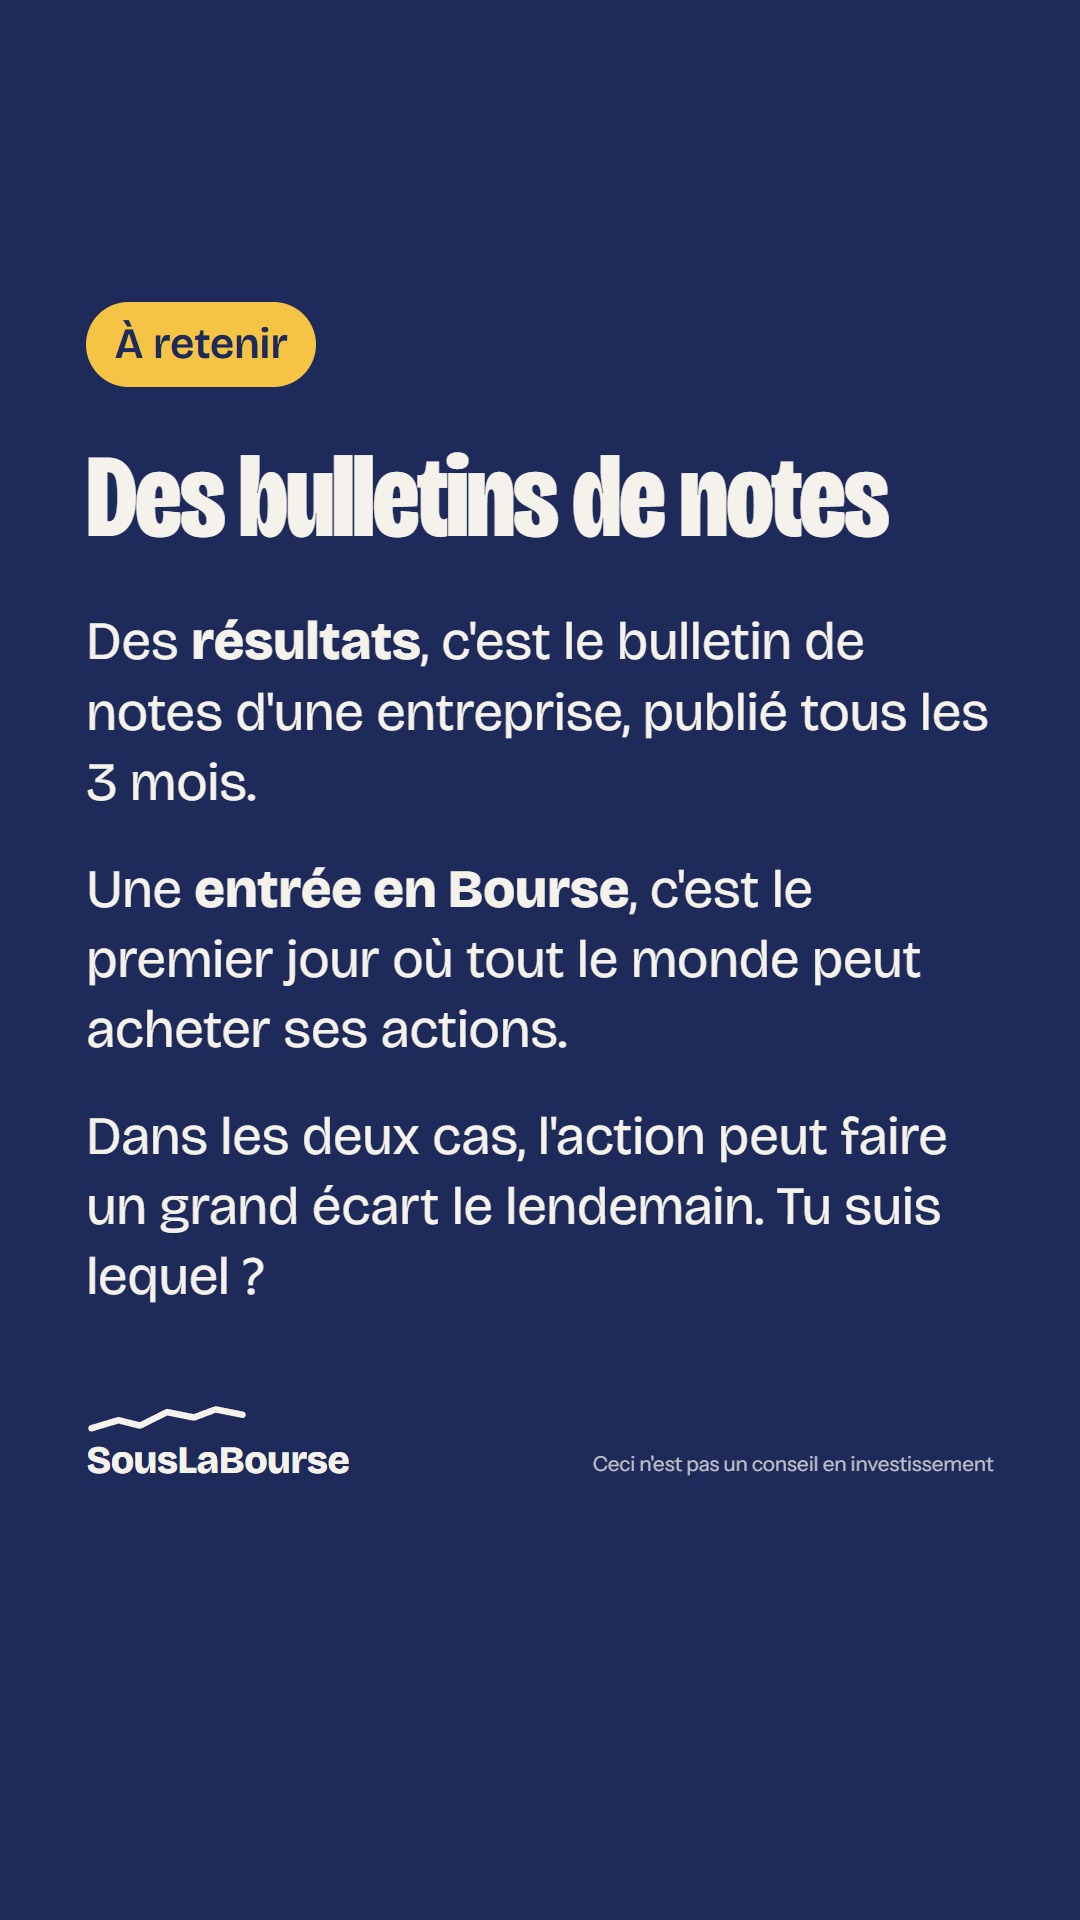 À retenir
Des bulletins de notes
Des résultats, c'est le bulletin de
notes d'une entreprise, publié tous les
3 mois.
Une entrée en Bourse, c'est le
premier jour où tout le monde peut
acheter ses actions.
Dans les deux cas, l'action peut faire
un grand écart le lendemain. Tu suis
lequel ?
SousLaBourse
Ceci n'est pas un conseil en investissement